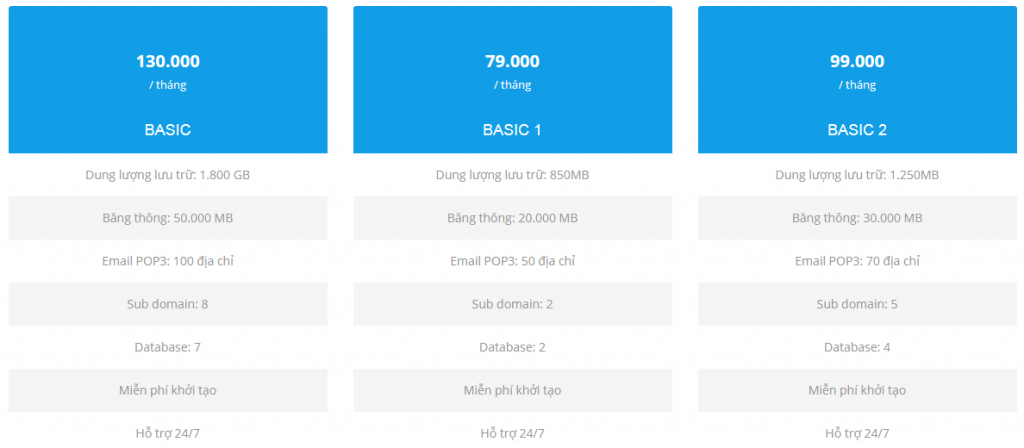 130.000
/ tháng
BASIC
Dung lượng lưu trữ: 1.800 GB
Băng thông: 50.000 MB
Email POP3: 100 địa chỉ
Sub domain: 8
Database: 7
Miễn phí khởi tạo
Hỗ trợ 24/7
79.000
/ tháng
BASIC 1
Dung lượng lưu trữ: 850MB
Băng thông: 20.000 MB
Email POP3: 50 địa chỉ
Sub domain: 2
Database: 2
Miễn phí khởi tạo
Hỗ trợ 24/7
99.000
/ tháng
BASIC 2
Dung lượng lưu trữ: 1.250MB
Băng thông: 30.000 MB
Email POP3: 70 địa chỉ
Sub domain: 5
Database: 4
Miễn phí khởi tạo
Hỗ trợ 24/7